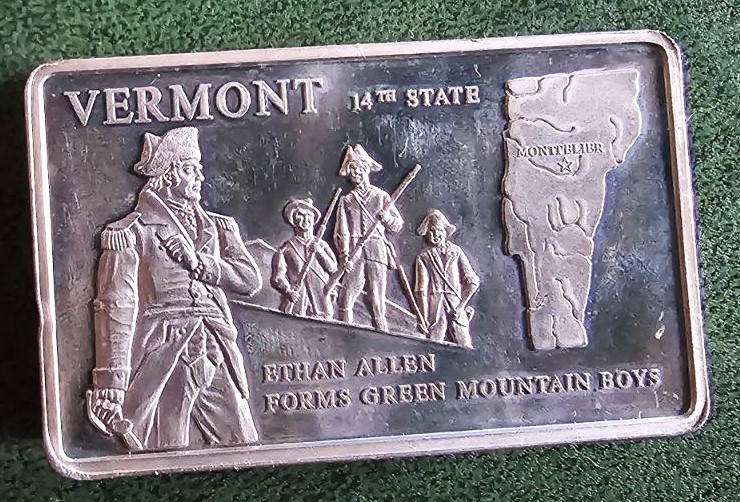 VERMONT 14TH STATE
MONTPELIER
ETHAN ALLEN
FORMS GREEN MOUNTAIN BOYS